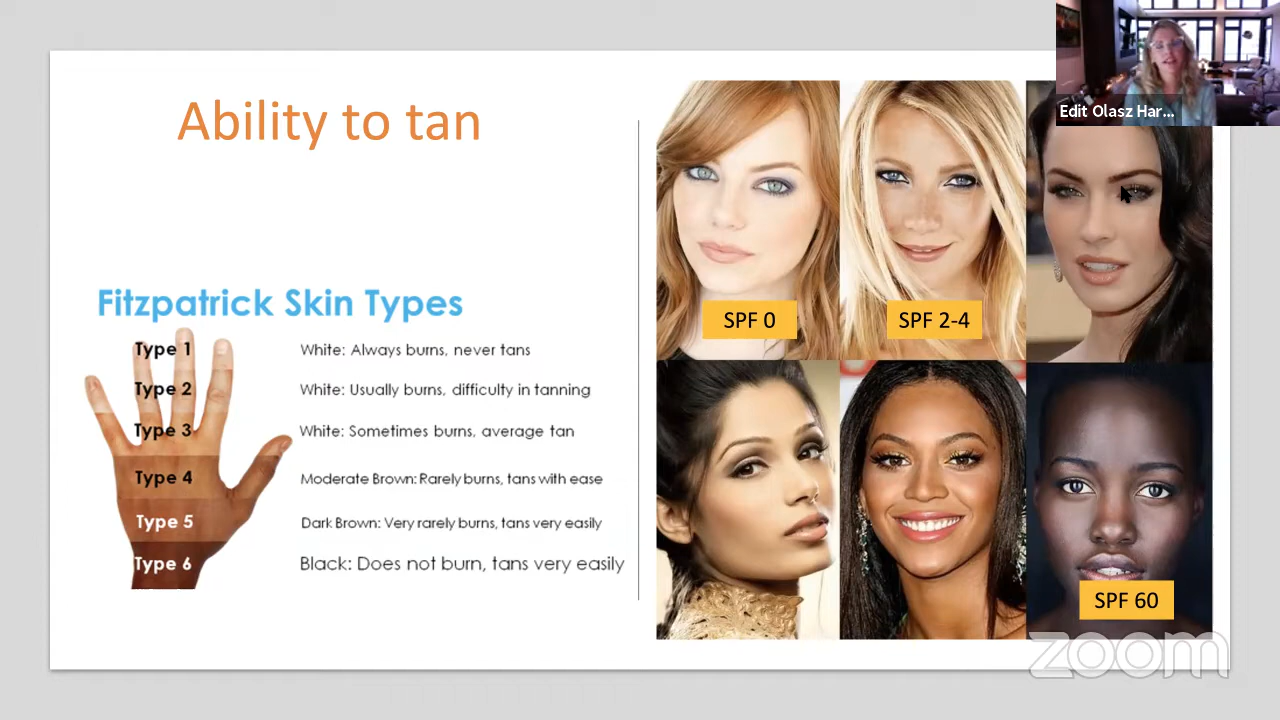 Edit Olasz Har...
Ability to tan
Fitzpatrick Skin Types
Type 1 White: Always burns, never tans
Type 2 White: Usually burns, difficulty in tanning
Type 3 White: Sometimes burns, average tan
Type 4 Moderate Brown: Rarely burns, tans with ease
Type 5 Dark Brown: Very rarely burns, tans very easily
Type 6 Black: Does not burn, tans very easily
SPF 0
SPF 2-4
SPF 60
zoom